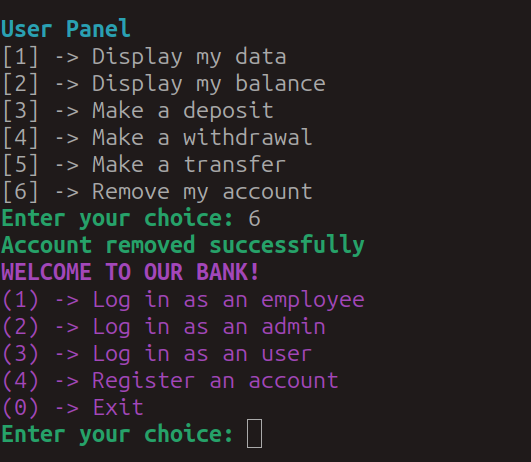 User Panel
[1] -> Display my data
[2] -> Display my balance
[3] -> Make a deposit
[4] -> Make a withdrawal
[5] -> Make a transfer
[6] -> Remove my account
Enter your choice: 6
Account removed successfully
WELCOME TO OUR BANK!
(1) -> Log in as an employee
(2) -> Log in as an admin
(3) -> Log in as an user
(4) -> Register an account
(0) -> Exit
Enter your choice: